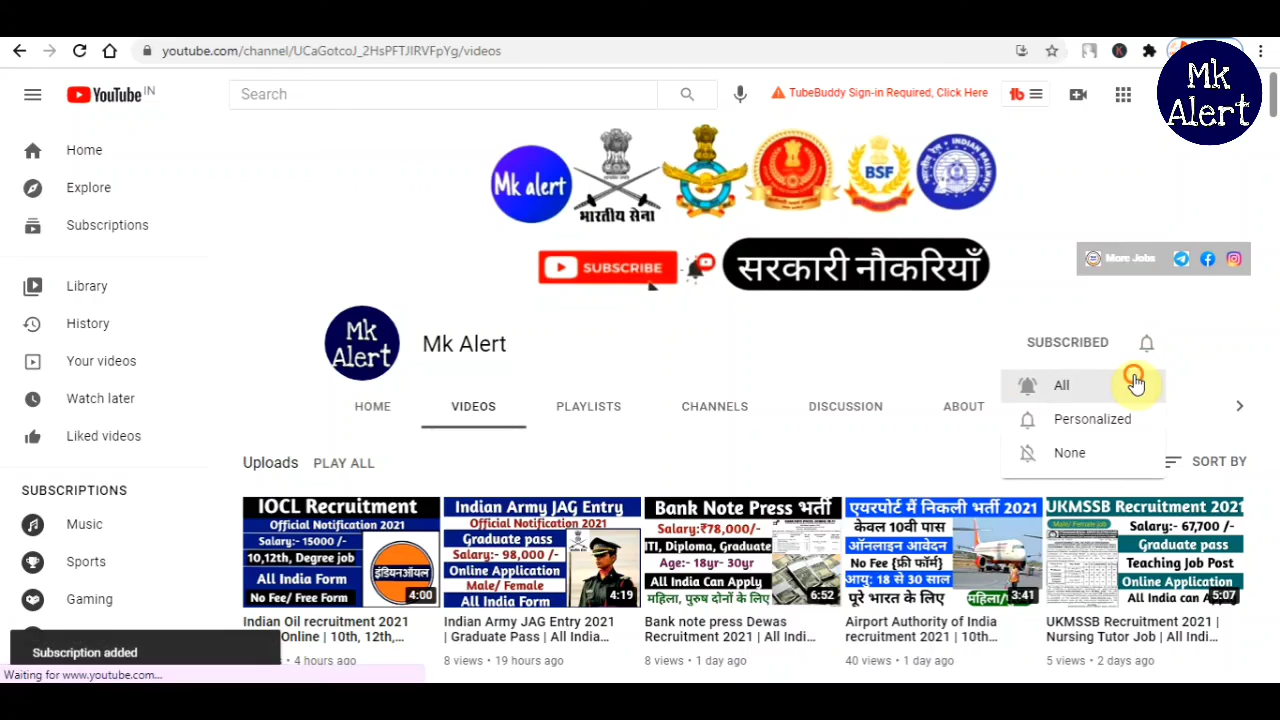 youtube.com/channel/UCaGotcoJ_2HsPFTJIRVFpYg/videos
Mk
Alert
YouTube IN
Search
TubeBuddy Sign-in Required, Click Here
Home
Explore
Subscriptions
Library
History
Your videos
Watch later
Liked videos
SUBSCRIPTIONS
Music
Sports
Gaming
Mk alert
भारतीय सेना
BSF
INDIAN RAILWAYS
SUBSCRIBE
सरकारी नौकरियाँ
More Jobs
Mk
Alert
Mk Alert
SUBSCRIBED
All
Personalized
None
HOME VIDEOS PLAYLISTS CHANNELS DISCUSSION ABOUT
Uploads PLAY ALL
SORT BY
IOCL Recruitment
Official Notification 2021
Salary:- 15000 /-
10,12th, Degree job
All India Form
No Fee/ Free Form
इंडियनऑयल
4:00
Indian Oil recruitment 2021
Online | 10th, 12th,...
4 hours ago
Indian Army JAG Entry
Official Notification 2021
Graduate pass
Salary:- 98,000 /-
Online Application
Male/ Female
All India Form
4:19
Indian Army JAG Entry 2021
| Graduate Pass | All India...
8 views • 19 hours ago
Bank Note Press भर्ती
Salary:₹78,000/-
ITI, Diploma, Graduate
Age:- 18yr- 30yr
All India Can Apply
महिला, पुरुष दोनों के लिए
6:52
Bank note press Dewas
Recruitment 2021 | All Indi...
8 views • 1 day ago
एयरपोर्ट मैं निकली भर्ती 2021
केवल 10वी पास
ऑनलाइन आवेदन
No Fee {फ्री फॉर्म}
आयु: 18 से 30 साल
पूरे भारत के लिए
3:41
Airport Authority of India
recruitment 2021 | 10th...
40 views • 1 day ago
UKMSSB Recruitment 2021
Male/ Female job
Salary:- 67,700 /-
Graduate pass
Teaching Job Post
Online Application
All India can
5:07
UKMSSB Recruitment 2021 |
Nursing Tutor Job | All Indi...
5 views • 2 days ago
Subscription added
Waiting for www.youtube.com...